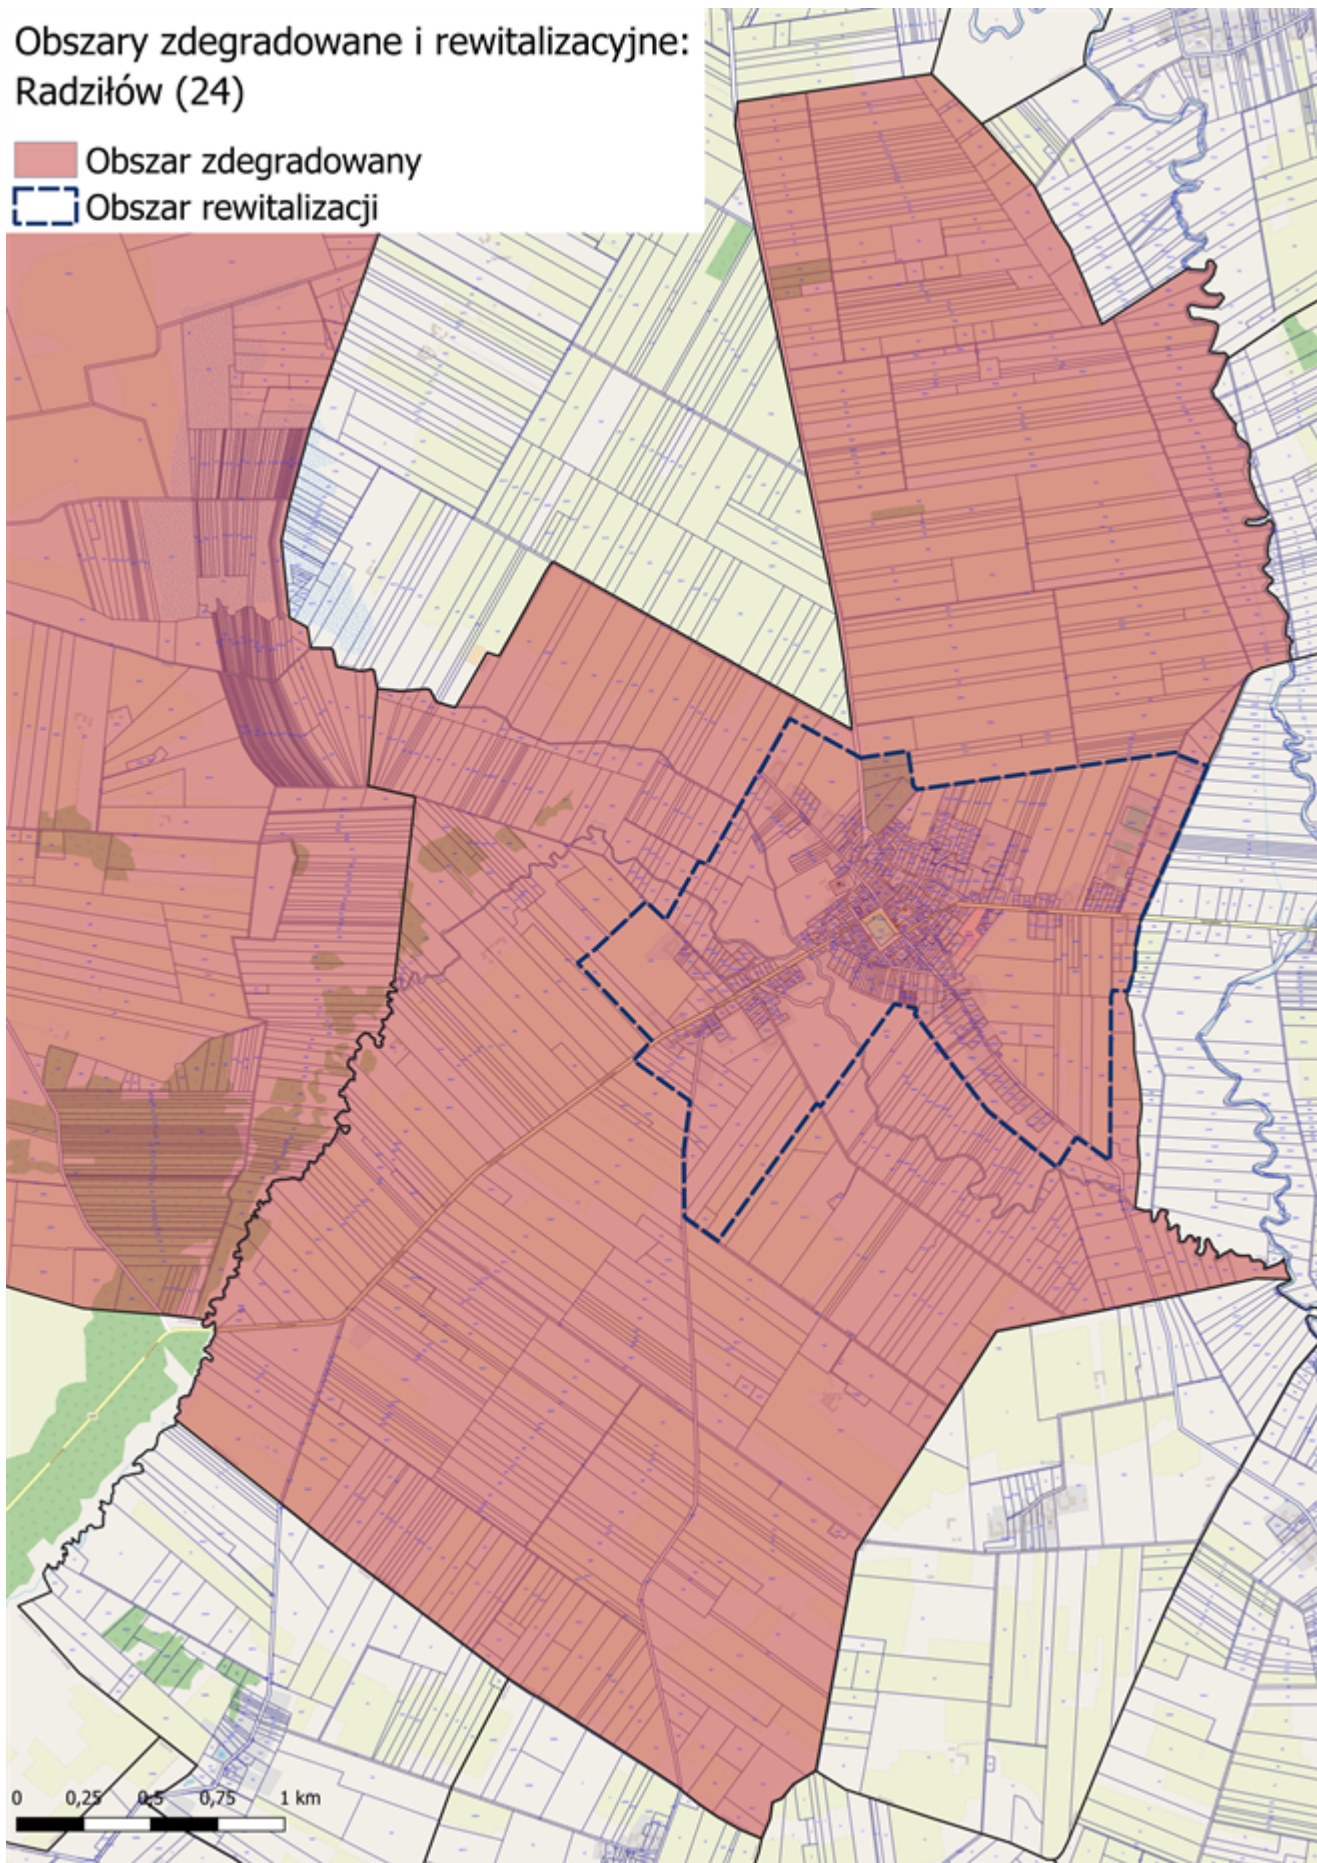 Obszary zdegradowane i rewitalizacyjne:
Radziłów (24)
Obszar zdegradowany
Obszar rewitalizacji
0 0,25 0,5 0,75 1 km